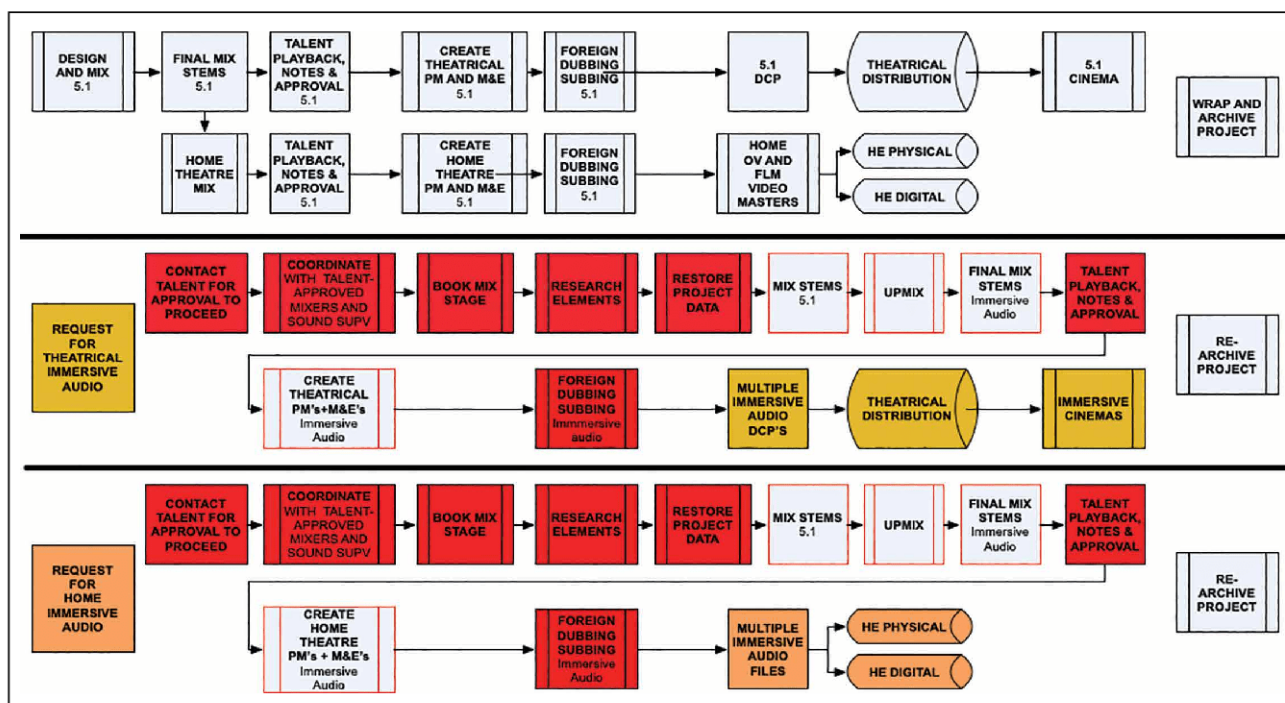 DESIGN
AND MIX
5.1
FINAL MIX
STEMS
5.1
TALENT
PLAYBACK,
NOTES &
APPROVAL
5.1
CREATE
THEATRICAL
PM AND M&E
5.1
FOREIGN
DUBBING
SUBBING
5.1
5.1
DCP
THEATRICAL
DISTRIBUTION
5.1
CINEMA
WRAP AND
ARCHIVE
PROJECT
HOME
THEATRE
MIX
TALENT
PLAYBACK,
NOTES
& APPROVAL
5.1
CREATE
HOME
THEATRE
PM AND M&E
5.1
FOREIGN
DUBBING
SUBBING
5.1
HOME
OV AND
FLM
VIDEO
MASTERS
HE PHYSICAL
HE DIGITAL
REQUEST
FOR
THEATRICAL
IMMERSIVE
AUDIO
CONTACT
TALENT FOR
APPROVAL TO
PROCEED
COORDINATE
WITH TALENT-
APPROVED
MIXERS AND
SOUND SUPV
BOOK MIX
STAGE
RESEARCH
ELEMENTS
RESTORE
PROJECT
DATA
MIX STEMS
5.1
UPMIX
FINAL MIX
STEMS
Immersive
Audio
TALENT
PLAYBACK,
NOTES &
APPROVAL
RE-
ARCHIVE
PROJECT
CREATE
THEATRICAL
PM's+M&E's
Immersive
Audio
FOREIGN
DUBBING
SUBBING
Immmersive
audio
MULTIPLE
IMMERSIVE
AUDIO
DCP'S
THEATRICAL
DISTRIBUTION
IMMERSIVE
CINEMAS
REQUEST
FOR
HOME
IMMERSIVE
AUDIO
CONTACT
TALENT FOR
APPROVAL TO
PROCEED
COORDINATE
WITH TALENT-
APPROVED
MIXERS AND
SOUND SUPV
BOOK MIX
STAGE
RESEARCH
ELEMENTS
RESTORE
PROJECT
DATA
MIX STEMS
5.1
UPMIX
FINAL MIX
STEMS
Immersive
Audio
TALENT
PLAYBACK,
NOTES &
APPROVAL
RE-
ARCHIVE
PROJECT
CREATE
HOME
THEATRE
PM's + M&E's
Immersive
Audio
FOREIGN
DUBBING
SUBBING
Immersive
Audio
MULTIPLE
IMMERSIVE
AUDIO
FILES
HE PHYSICAL
HE DIGITAL